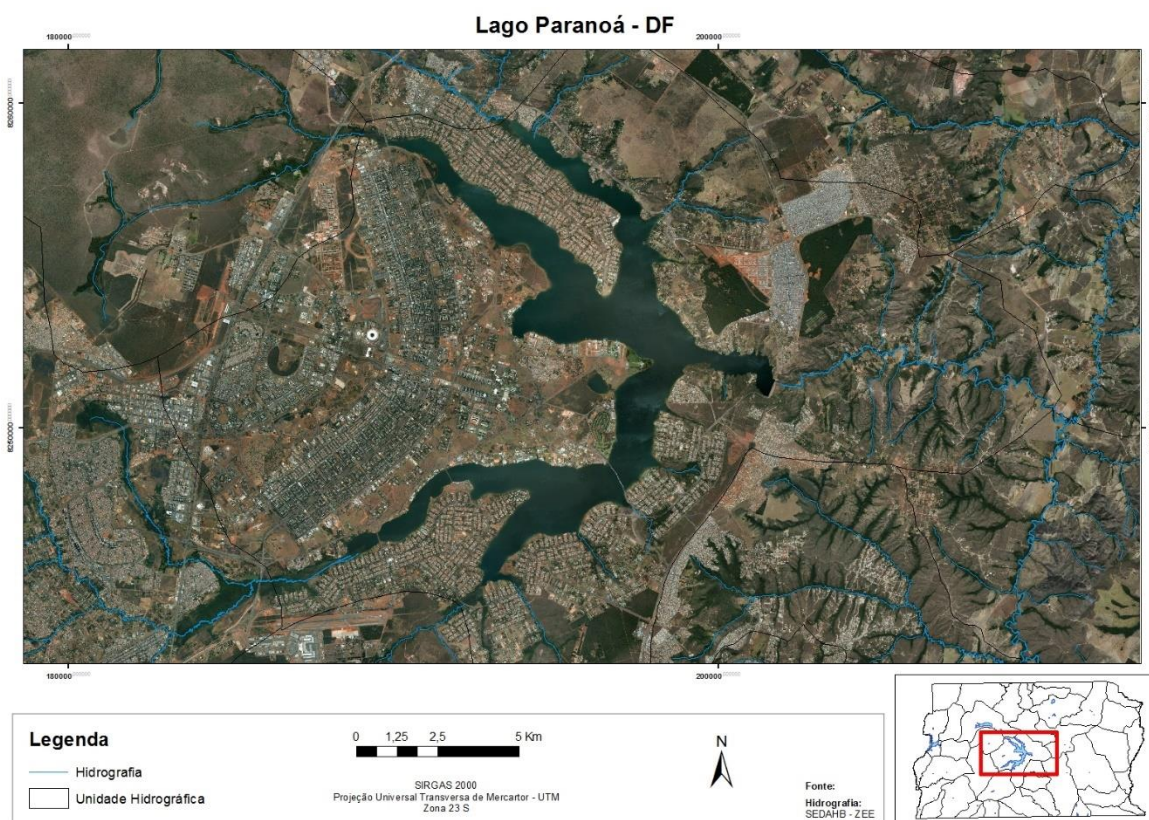 Lago Paranoá - DF
180000
200000
8260000
8250000
180000
200000
Legenda
Hidrografia
Unidade Hidrográfica
0 1,25 2,5 5 Km
SIRGAS 2000
Projeção Universal Transversa de Mercartor - UTM
Zona 23 S
N
Fonte:
Hidrografia:
SEDAHB - ZEE